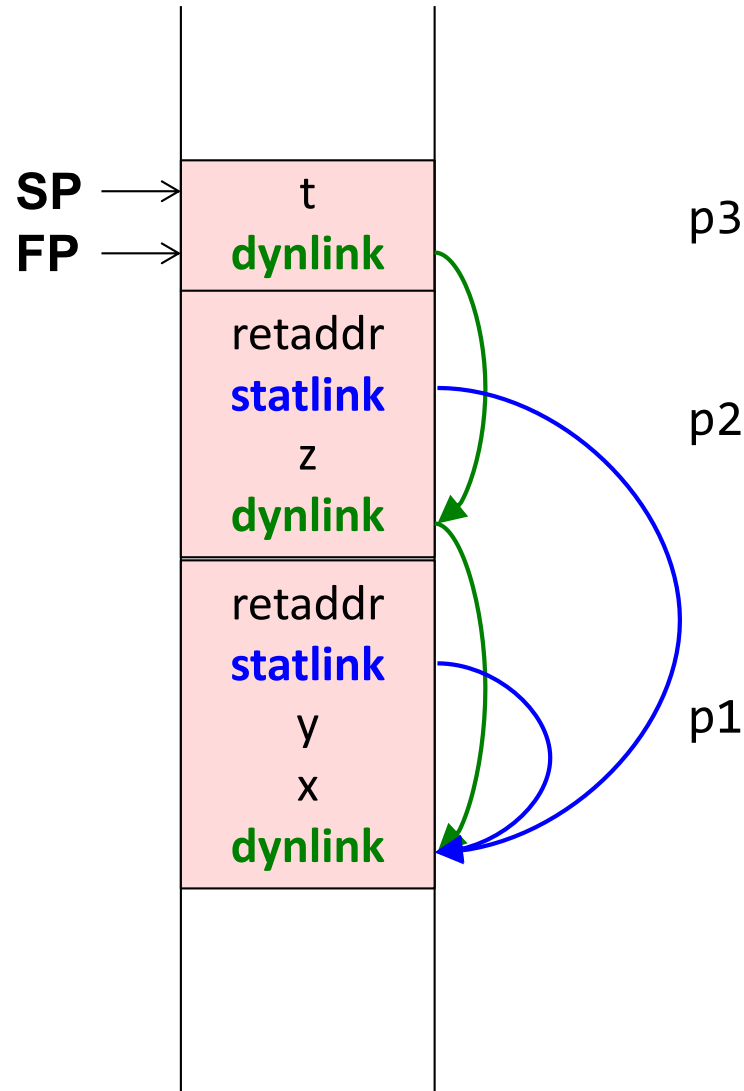 SP
t
p3
FP
dynlink
retaddr
statlink
p2
z
dynlink
retaddr
statlink
y
p1
x
dynlink